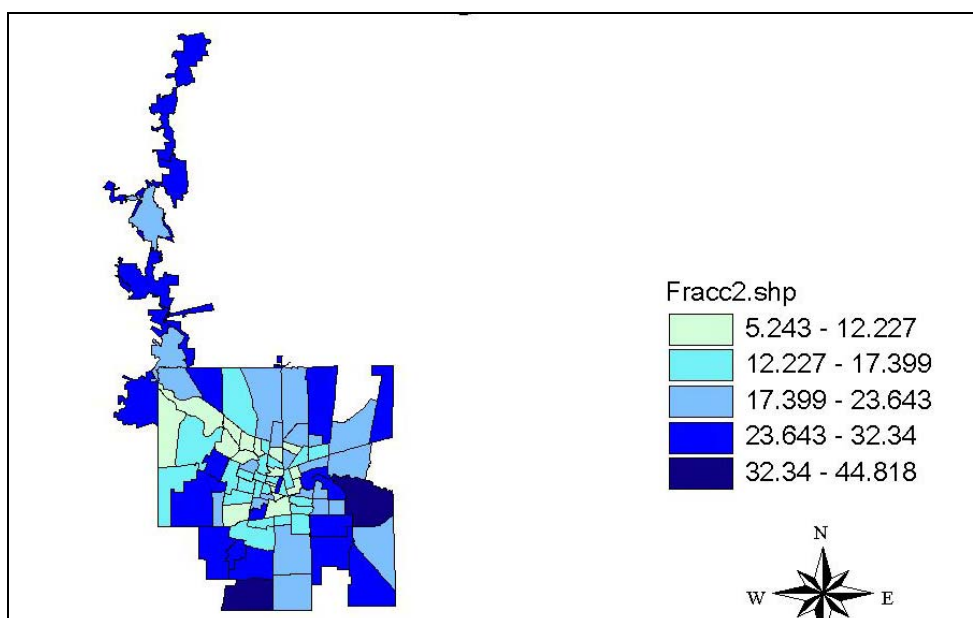 Fracc2.shp
5.243 - 12.227
12.227 - 17.399
17.399 - 23.643
23.643 - 32.34
32.34 - 44.818
N
W E